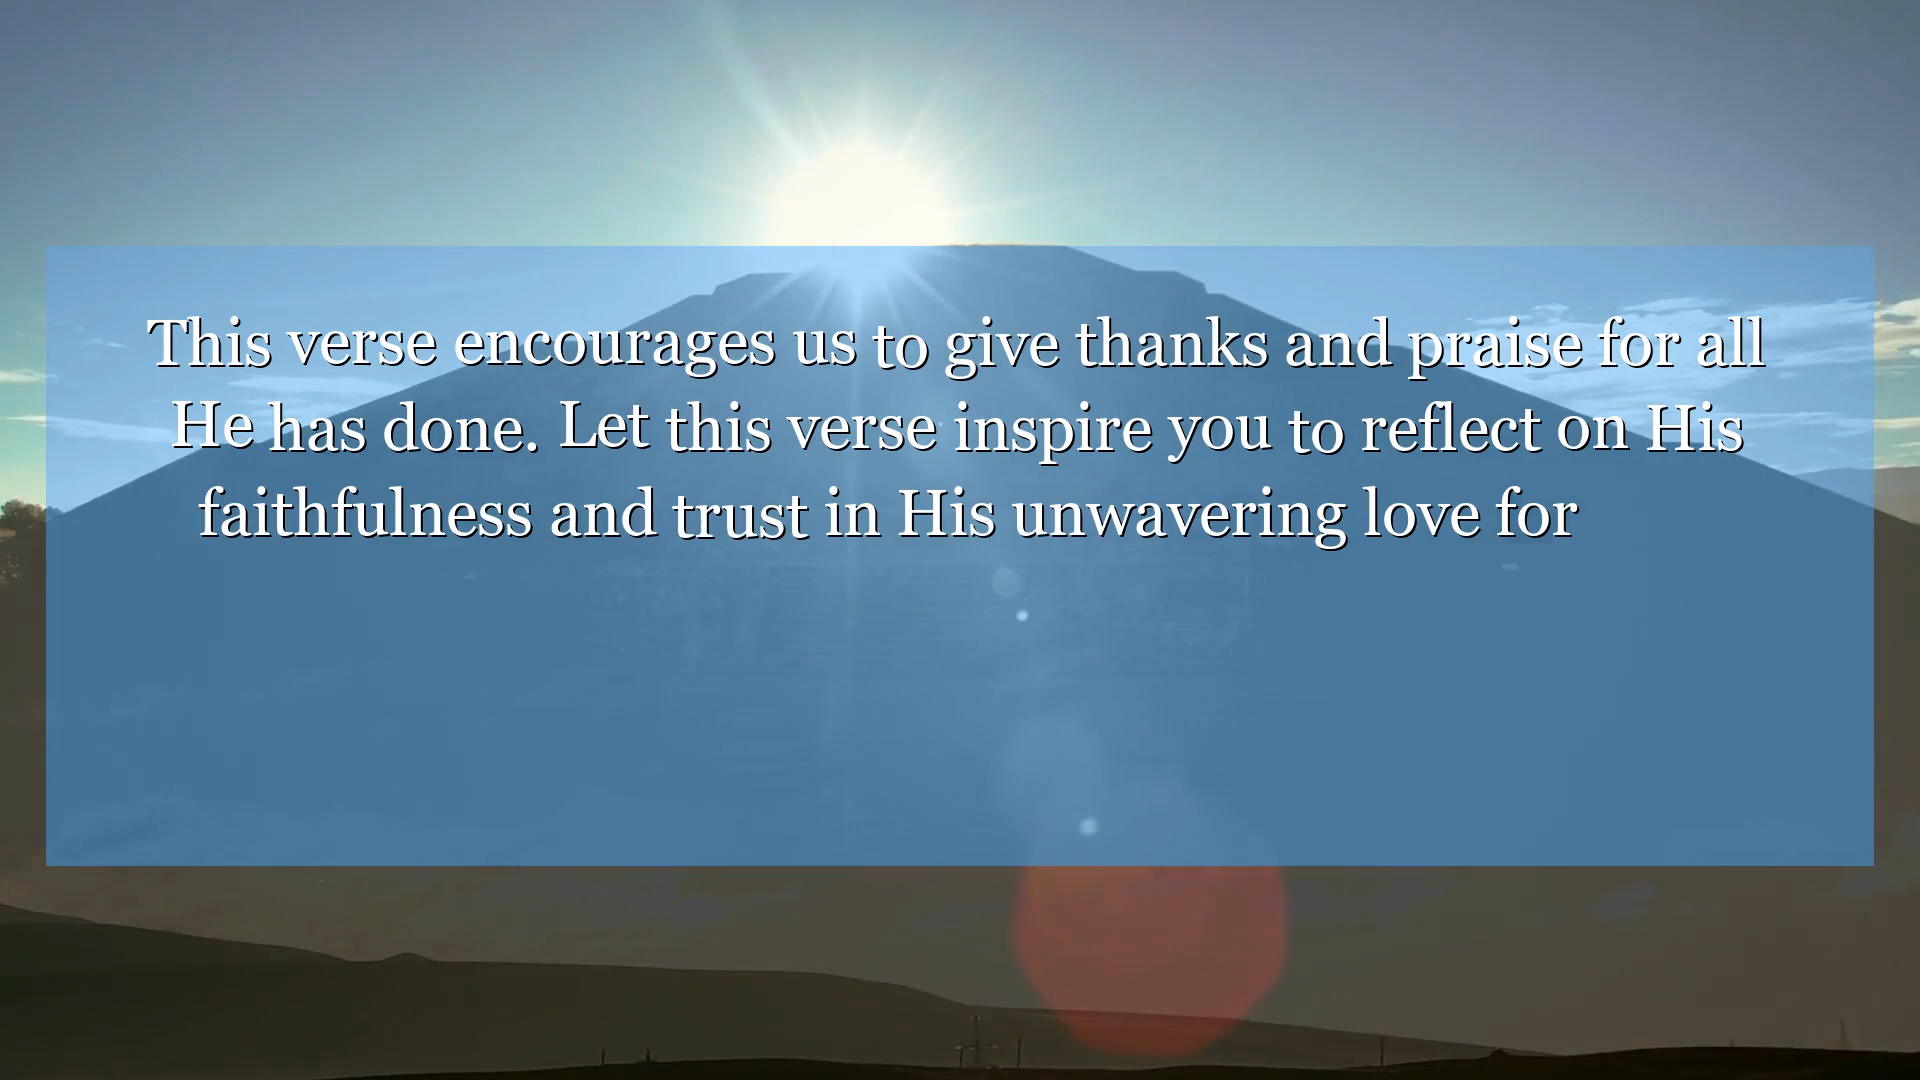 This verse encourages us to give thanks and praise for all
He has done. Let this verse inspire you to reflect on His
faithfulness and trust in His unwavering love for